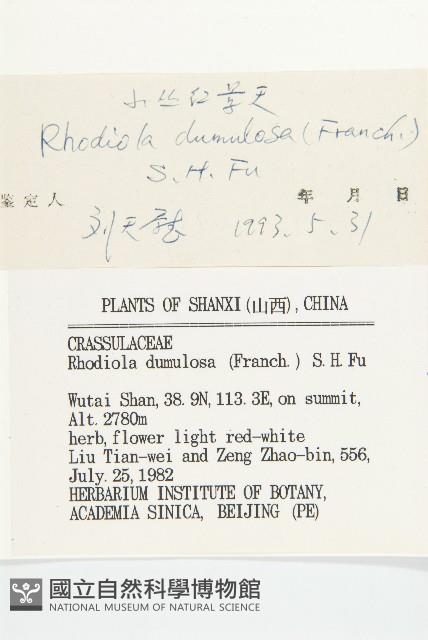 小丛红景天
Rhodiola dumulosa (Franch.)
S. H. Fu
鉴定人 年 月 日
刘天慰 1993. 5. 31
PLANTS OF SHANXI (山西), CHINA
CRASSULACEAE
Rhodiola dumulosa (Franch.) S. H. Fu
Wutai Shan, 38. 9N, 113. 3E, on summit,
Alt. 2780m
herb, flower light red-white
Liu Tian-wei and Zeng Zhao-bin, 556,
July. 25, 1982
HERBARIUM INSTITUTE OF BOTANY,
ACADEMIA SINICA, BEIJING (PE)
國立自然科學博物館
NATIONAL MUSEUM OF NATURAL SCIENCE